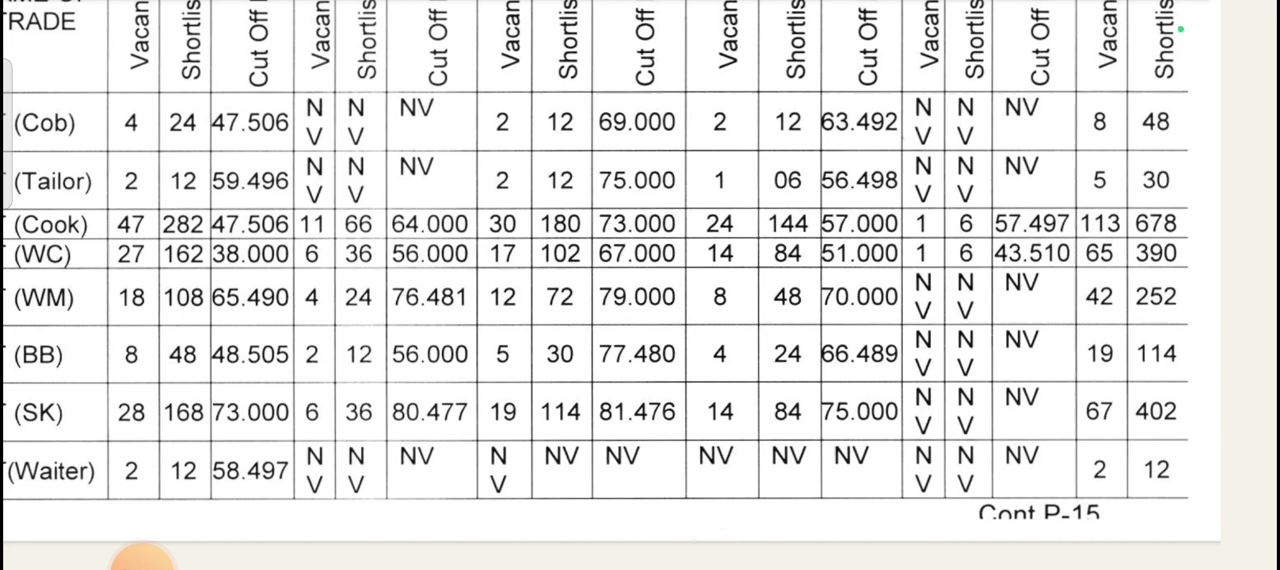 TRADE Vacan Shortlis Cut Off Vacan Shortlis Cut Off Vacan Shortlis Cut Off Vacan Shortlis Cut Off Vacan Shortlis Cut Off Vacan Shortlis
(Cob) 4 24 47.506 NV NV NV 2 12 69.000 2 12 63.492 NV NV NV 8 48
(Tailor) 2 12 59.496 NV NV NV 2 12 75.000 1 06 56.498 NV NV NV 5 30
(Cook) 47 282 47.506 11 66 64.000 30 180 73.000 24 144 57.000 1 6 57.497 113 678
(WC) 27 162 38.000 6 36 56.000 17 102 67.000 14 84 51.000 1 6 43.510 65 390
(WM) 18 108 65.490 4 24 76.481 12 72 79.000 8 48 70.000 NV NV NV 42 252
(BB) 8 48 48.505 2 12 56.000 5 30 77.480 4 24 66.489 NV NV NV 19 114
(SK) 28 168 73.000 6 36 80.477 19 114 81.476 14 84 75.000 NV NV NV 67 402
(Waiter) 2 12 58.497 NV NV NV NV NV NV NV NV NV NV NV NV 2 12
Cont P-15